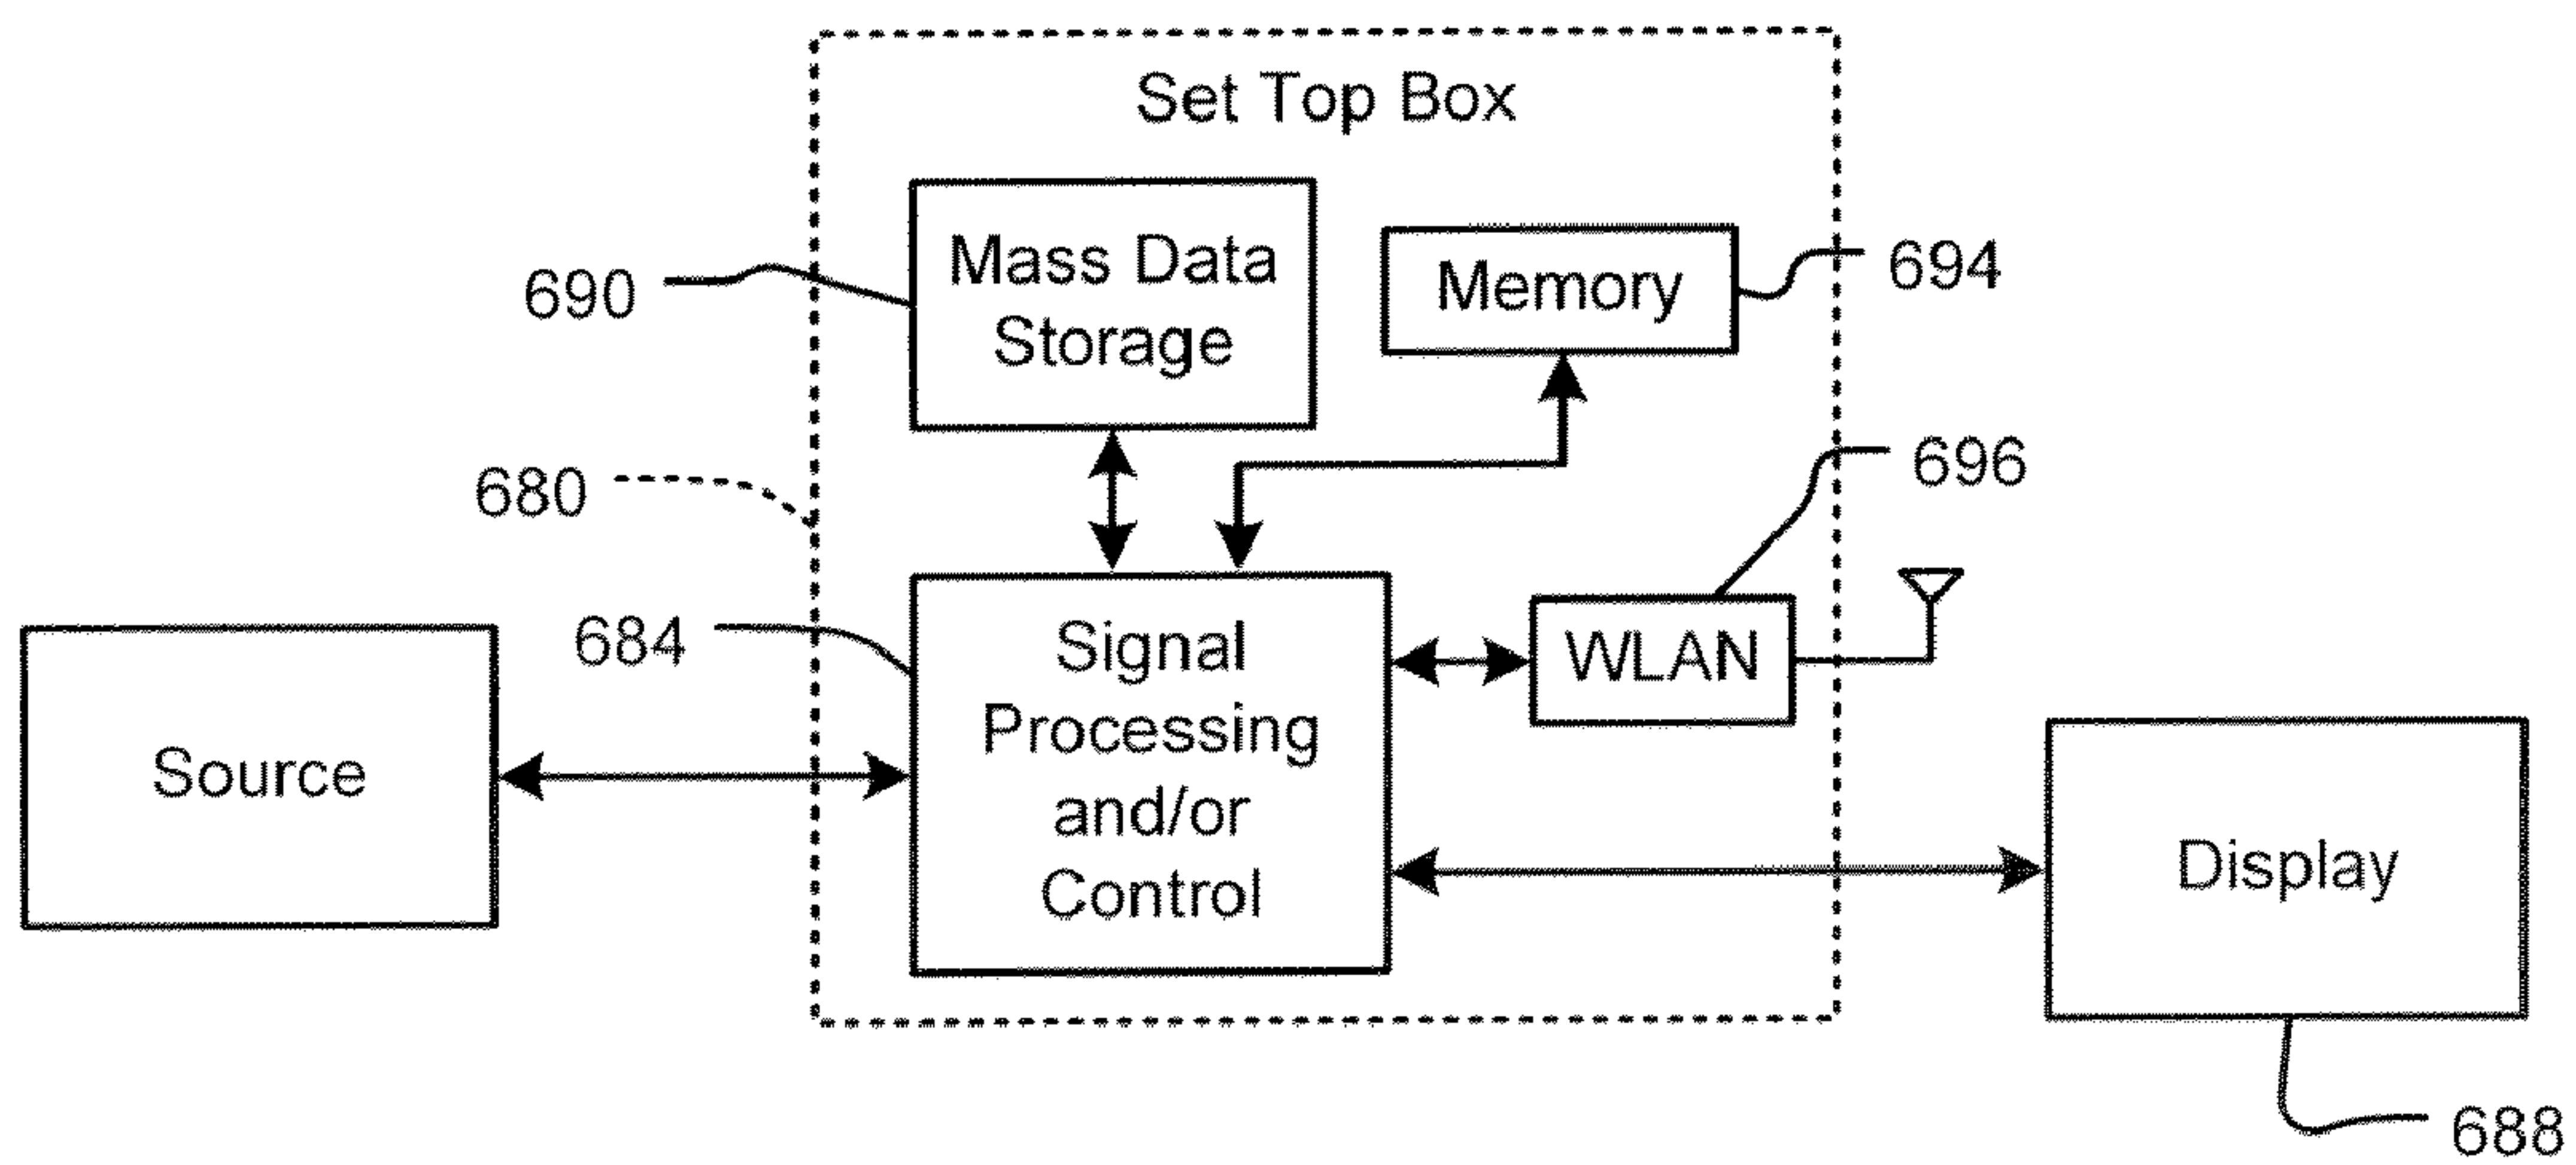 Set Top Box
Mass Data
Storage
690
Memory
694
696
680
684
Signal
Processing
and/or
Control
WLAN
Source
Display
688